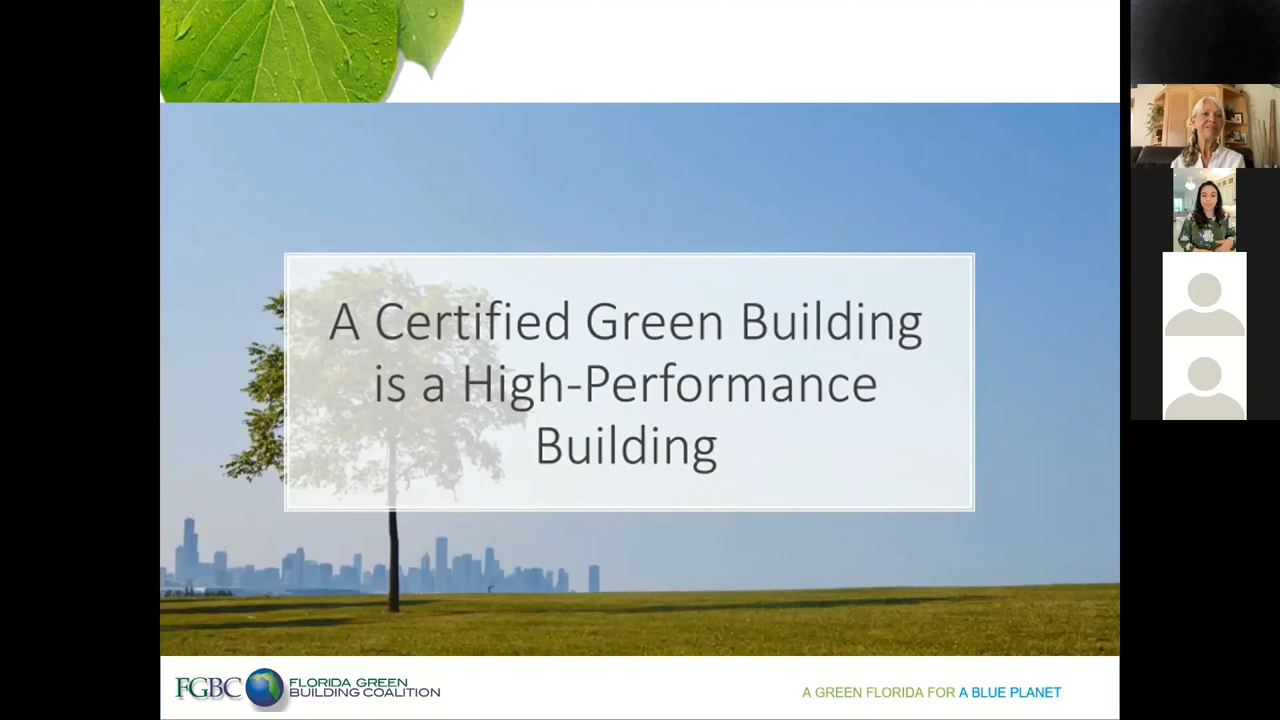 A Certified Green Building
is a High-Performance
Building
FGBC
FLORIDA GREEN
BUILDING COALITION
A GREEN FLORIDA FOR A BLUE PLANET